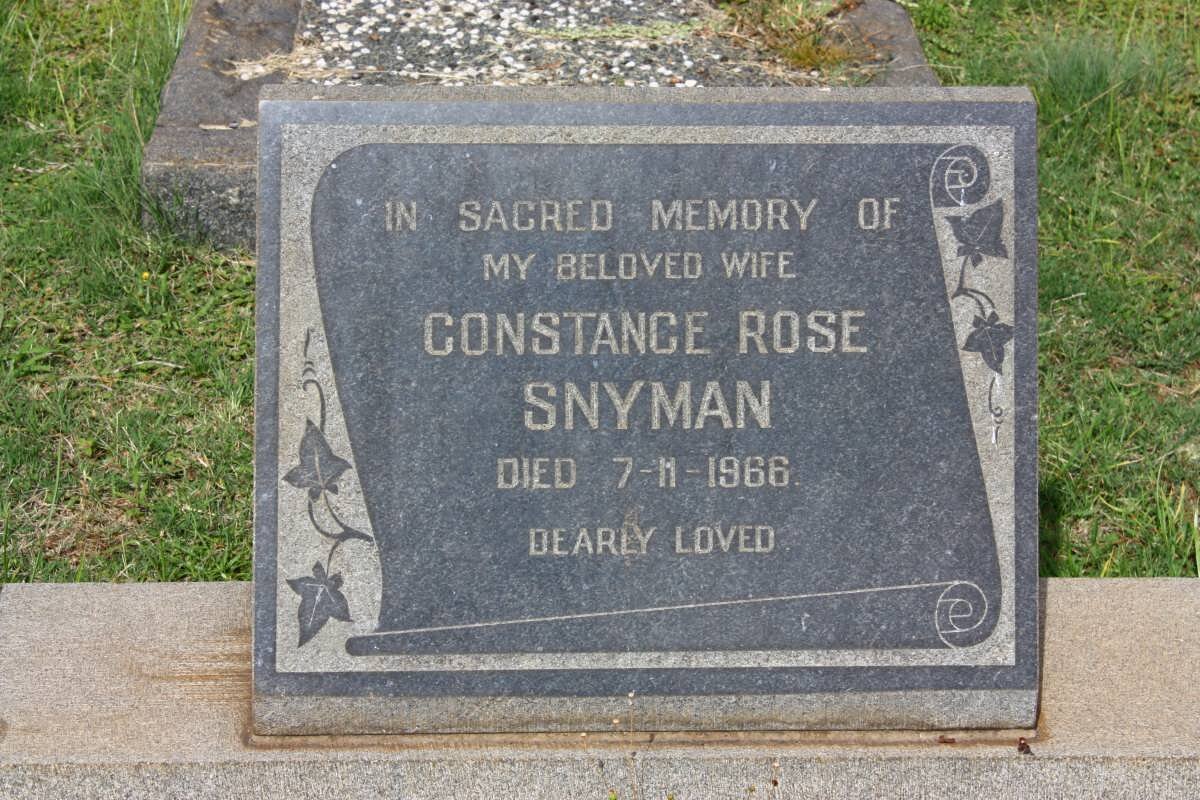 IN SACRED MEMORY OF
MY BELOVED WIFE
CONSTANCE ROSE
SNYMAN
DIED 7-11-1966.
DEARLY LOVED